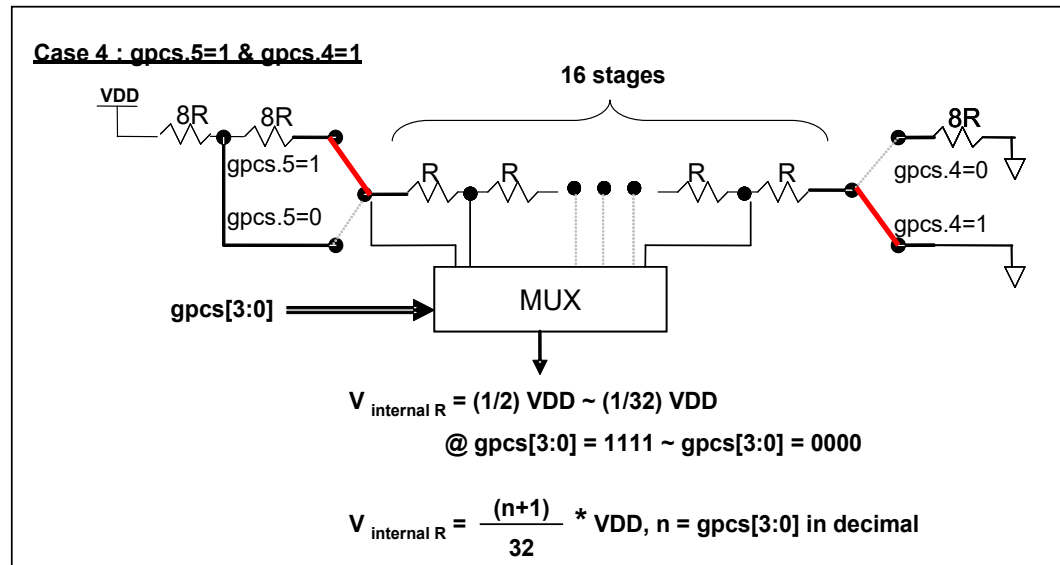 Case 4 : gpcs.5=1 & gpcs.4=1
16 stages
VDD
8R
8R
8R
gpcs.5=1
gpcs.4=0
R
R
R
R
gpcs.5=0
gpcs.4=1
MUX
gpcs[3:0]
V internal R = (1/2) VDD ~ (1/32) VDD
@ gpcs[3:0] = 1111 ~ gpcs[3:0] = 0000
V internal R = (n+1) / 32 * VDD, n = gpcs[3:0] in decimal